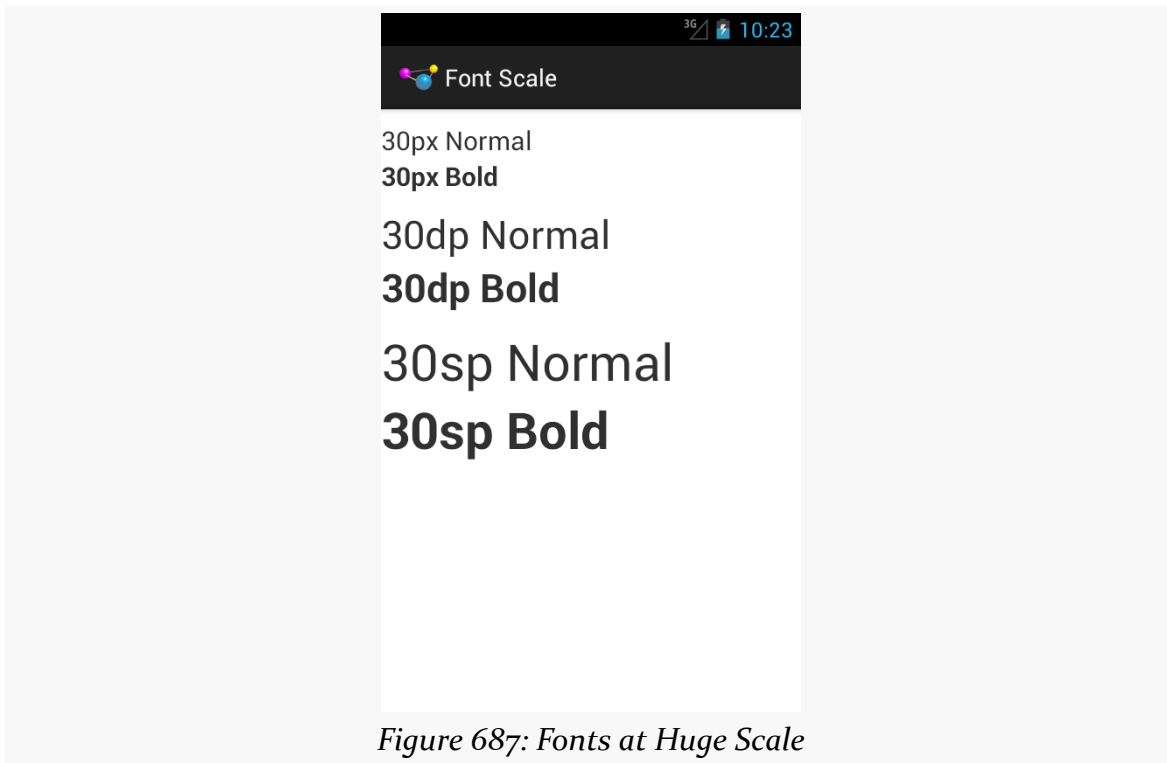 3G 10:23
Font Scale
30px Normal
30px Bold
30dp Normal
30dp Bold
30sp Normal
30sp Bold
Figure 687: Fonts at Huge Scale